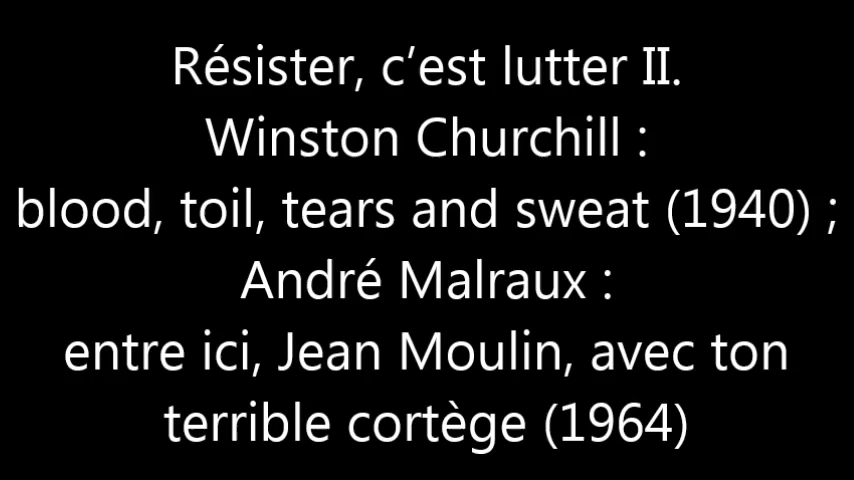 Résister, c’est lutter II.
Winston Churchill :
blood, toil, tears and sweat (1940) ;
André Malraux :
entre ici, Jean Moulin, avec ton
terrible cortège (1964)